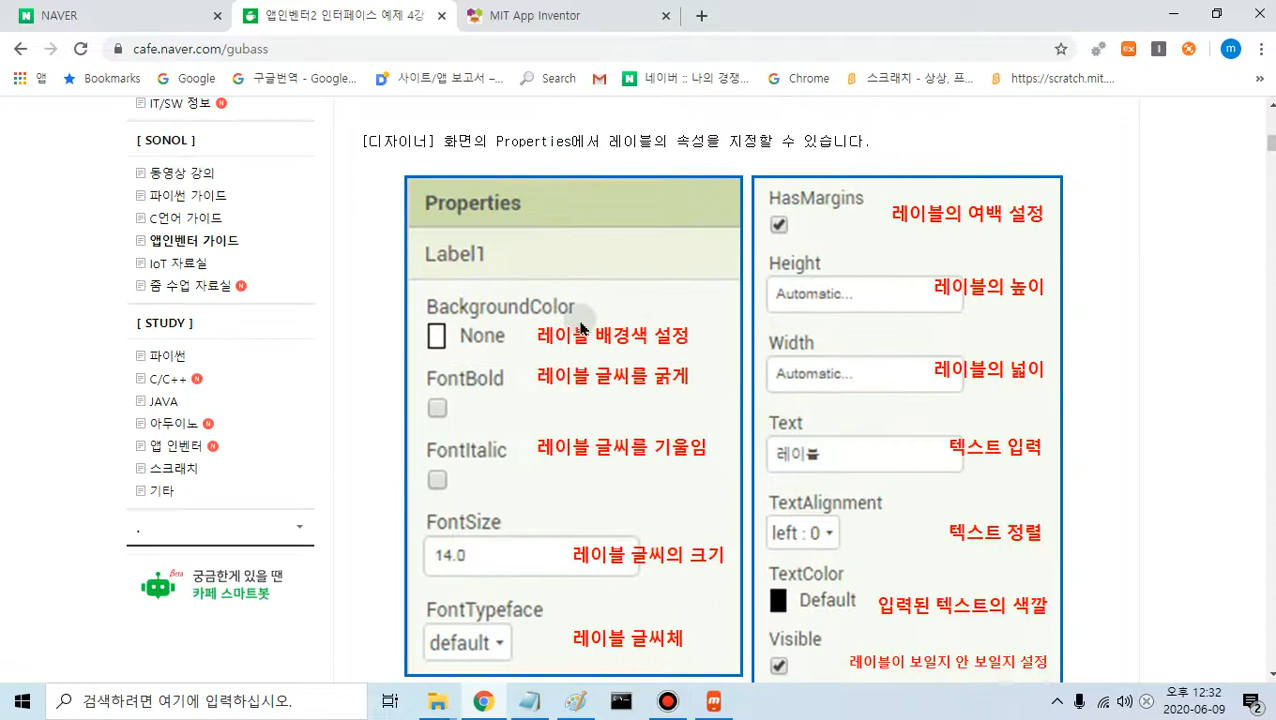 NAVER
앱인벤터2 인터페이스 예제 4강
MIT App Inventor
cafe.naver.com/gubass
m
앱
Bookmarks
Google
구글번역 - Google...
사이트/앱 보고서 –...
Search
네이버 :: 나의 경쟁...
Chrome
스크래치 - 상상, 프...
https://scratch.mit....
IT/SW 정보 N
[ SONOL ]
동영상 강의
파이썬 가이드
C언어 가이드
앱인벤터 가이드
IoT 자료실
줌 수업 자료실 N
[ STUDY ]
파이썬
C/C++ N
JAVA
아두이노 N
앱 인벤터 N
스크래치
기타
.
Beta
궁금한게 있을 땐
카페 스마트봇
[디자이너] 화면의 Properties에서 레이블의 속성을 지정할 수 있습니다.
Properties
Label1
BackgroundColor
None 레이블 배경색 설정
FontBold 레이블 글씨를 굵게
FontItalic 레이블 글씨를 기울임
FontSize
14.0 레이블 글씨의 크기
FontTypeface
default 레이블 글씨체
HasMargins
레이블의 여백 설정
Height
Automatic... 레이블의 높이
Width
Automatic... 레이블의 넓이
Text
레이블 텍스트 입력
TextAlignment
left : 0 텍스트 정렬
TextColor
Default 입력된 텍스트의 색깔
Visible
레이블이 보일지 안 보일지 설정
검색하려면 여기에 입력하십시오.
오후 12:32
2020-06-09
2